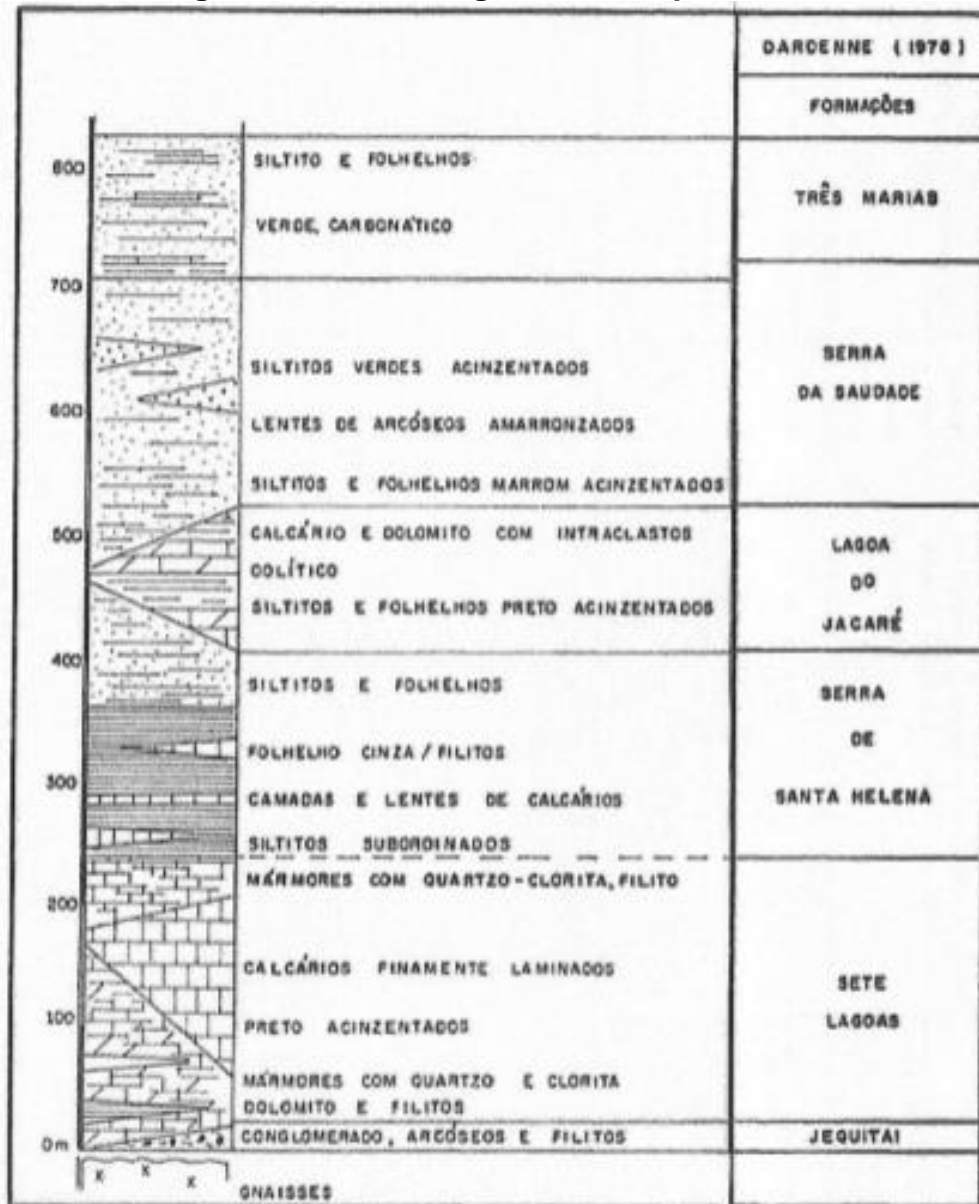 DARDENNE (1978)
FORMAÇÕES
800
SILTITO E FOLHELHOS
VERDE, CARBONÁTICO
TRÊS MARIAS
700
SILTITOS VERDES ACINZENTADOS
SERRA
DA SAUDADE
600
LENTES DE ARCÓSEOS AMARRONZADOS
SILTITOS E FOLHELHOS MARROM ACINZENTADOS
500
CALCÁRIO E DOLOMITO COM INTRACLASTOS
OOLÍTICO
SILTITOS E FOLHELHOS PRETO ACINZENTADOS
LAGOA
DO
JACARÉ
400
SILTITOS E FOLHELHOS
FOLHELHO CINZA / FILITOS
300
CAMADAS E LENTES DE CALCÁRIOS
SILTITOS SUBORDINADOS
SERRA
DE
SANTA HELENA
MÁRMORES COM QUARTZO-CLORITA, FILITO
200
CALCÁRIOS FINAMENTE LAMINADOS
100
PRETO ACINZENTADOS
MÁRMORES COM QUARTZO E CLORITA
DOLOMITO E FILITOS
SETE
LAGOAS
0m
CONGLOMERADO, ARCÓSEOS E FILITOS
JEQUITAI
x x x
GNAISSES